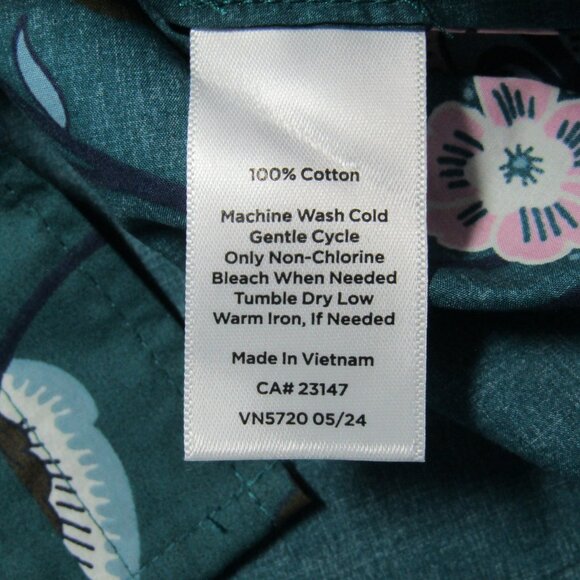 100% Cotton
Machine Wash Cold
Gentle Cycle
Only Non-Chlorine
Bleach When Needed
Tumble Dry Low
Warm Iron, If Needed
Made In Vietnam
CA# 23147
VN5720 05/24